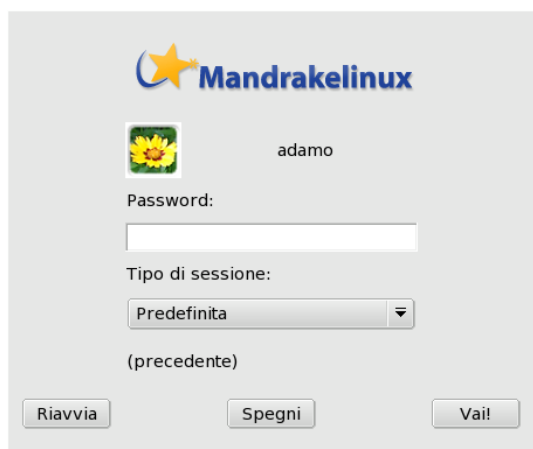 Mandrakelinux
adamo
Password:
Tipo di sessione:
Predefinita
(precedente)
Riavvia Spegni Vai!